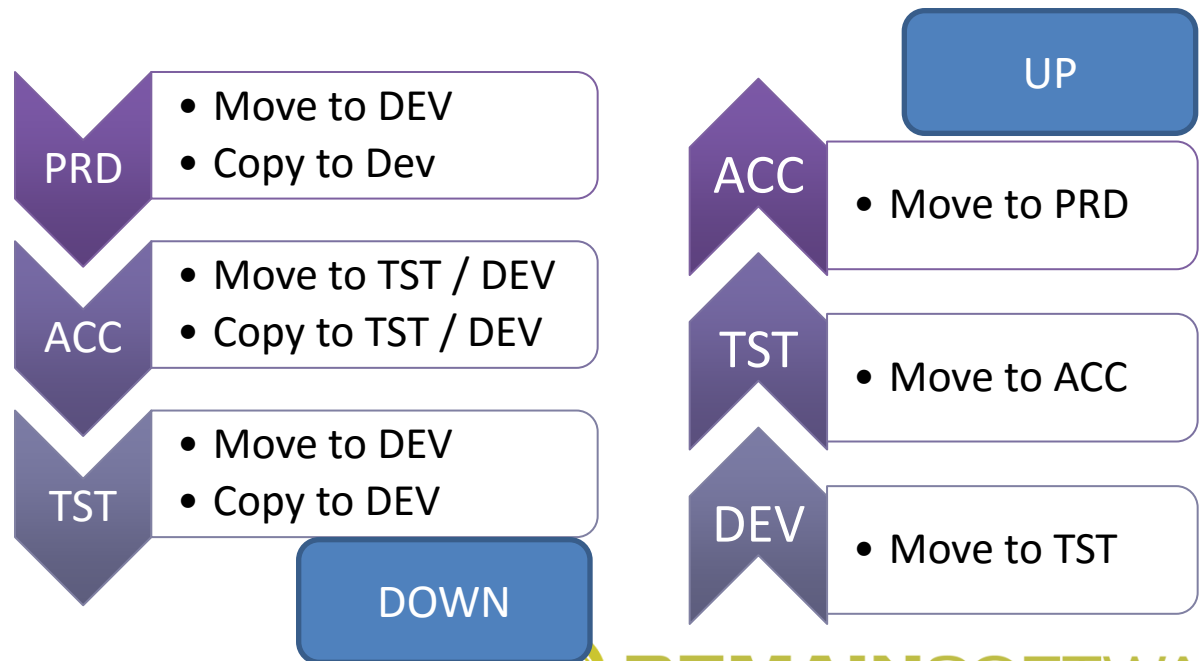 PRD
• Move to DEV
• Copy to Dev
ACC
• Move to TST / DEV
• Copy to TST / DEV
TST
• Move to DEV
• Copy to DEV
DOWN
UP
ACC
• Move to PRD
TST
• Move to ACC
DEV
• Move to TST